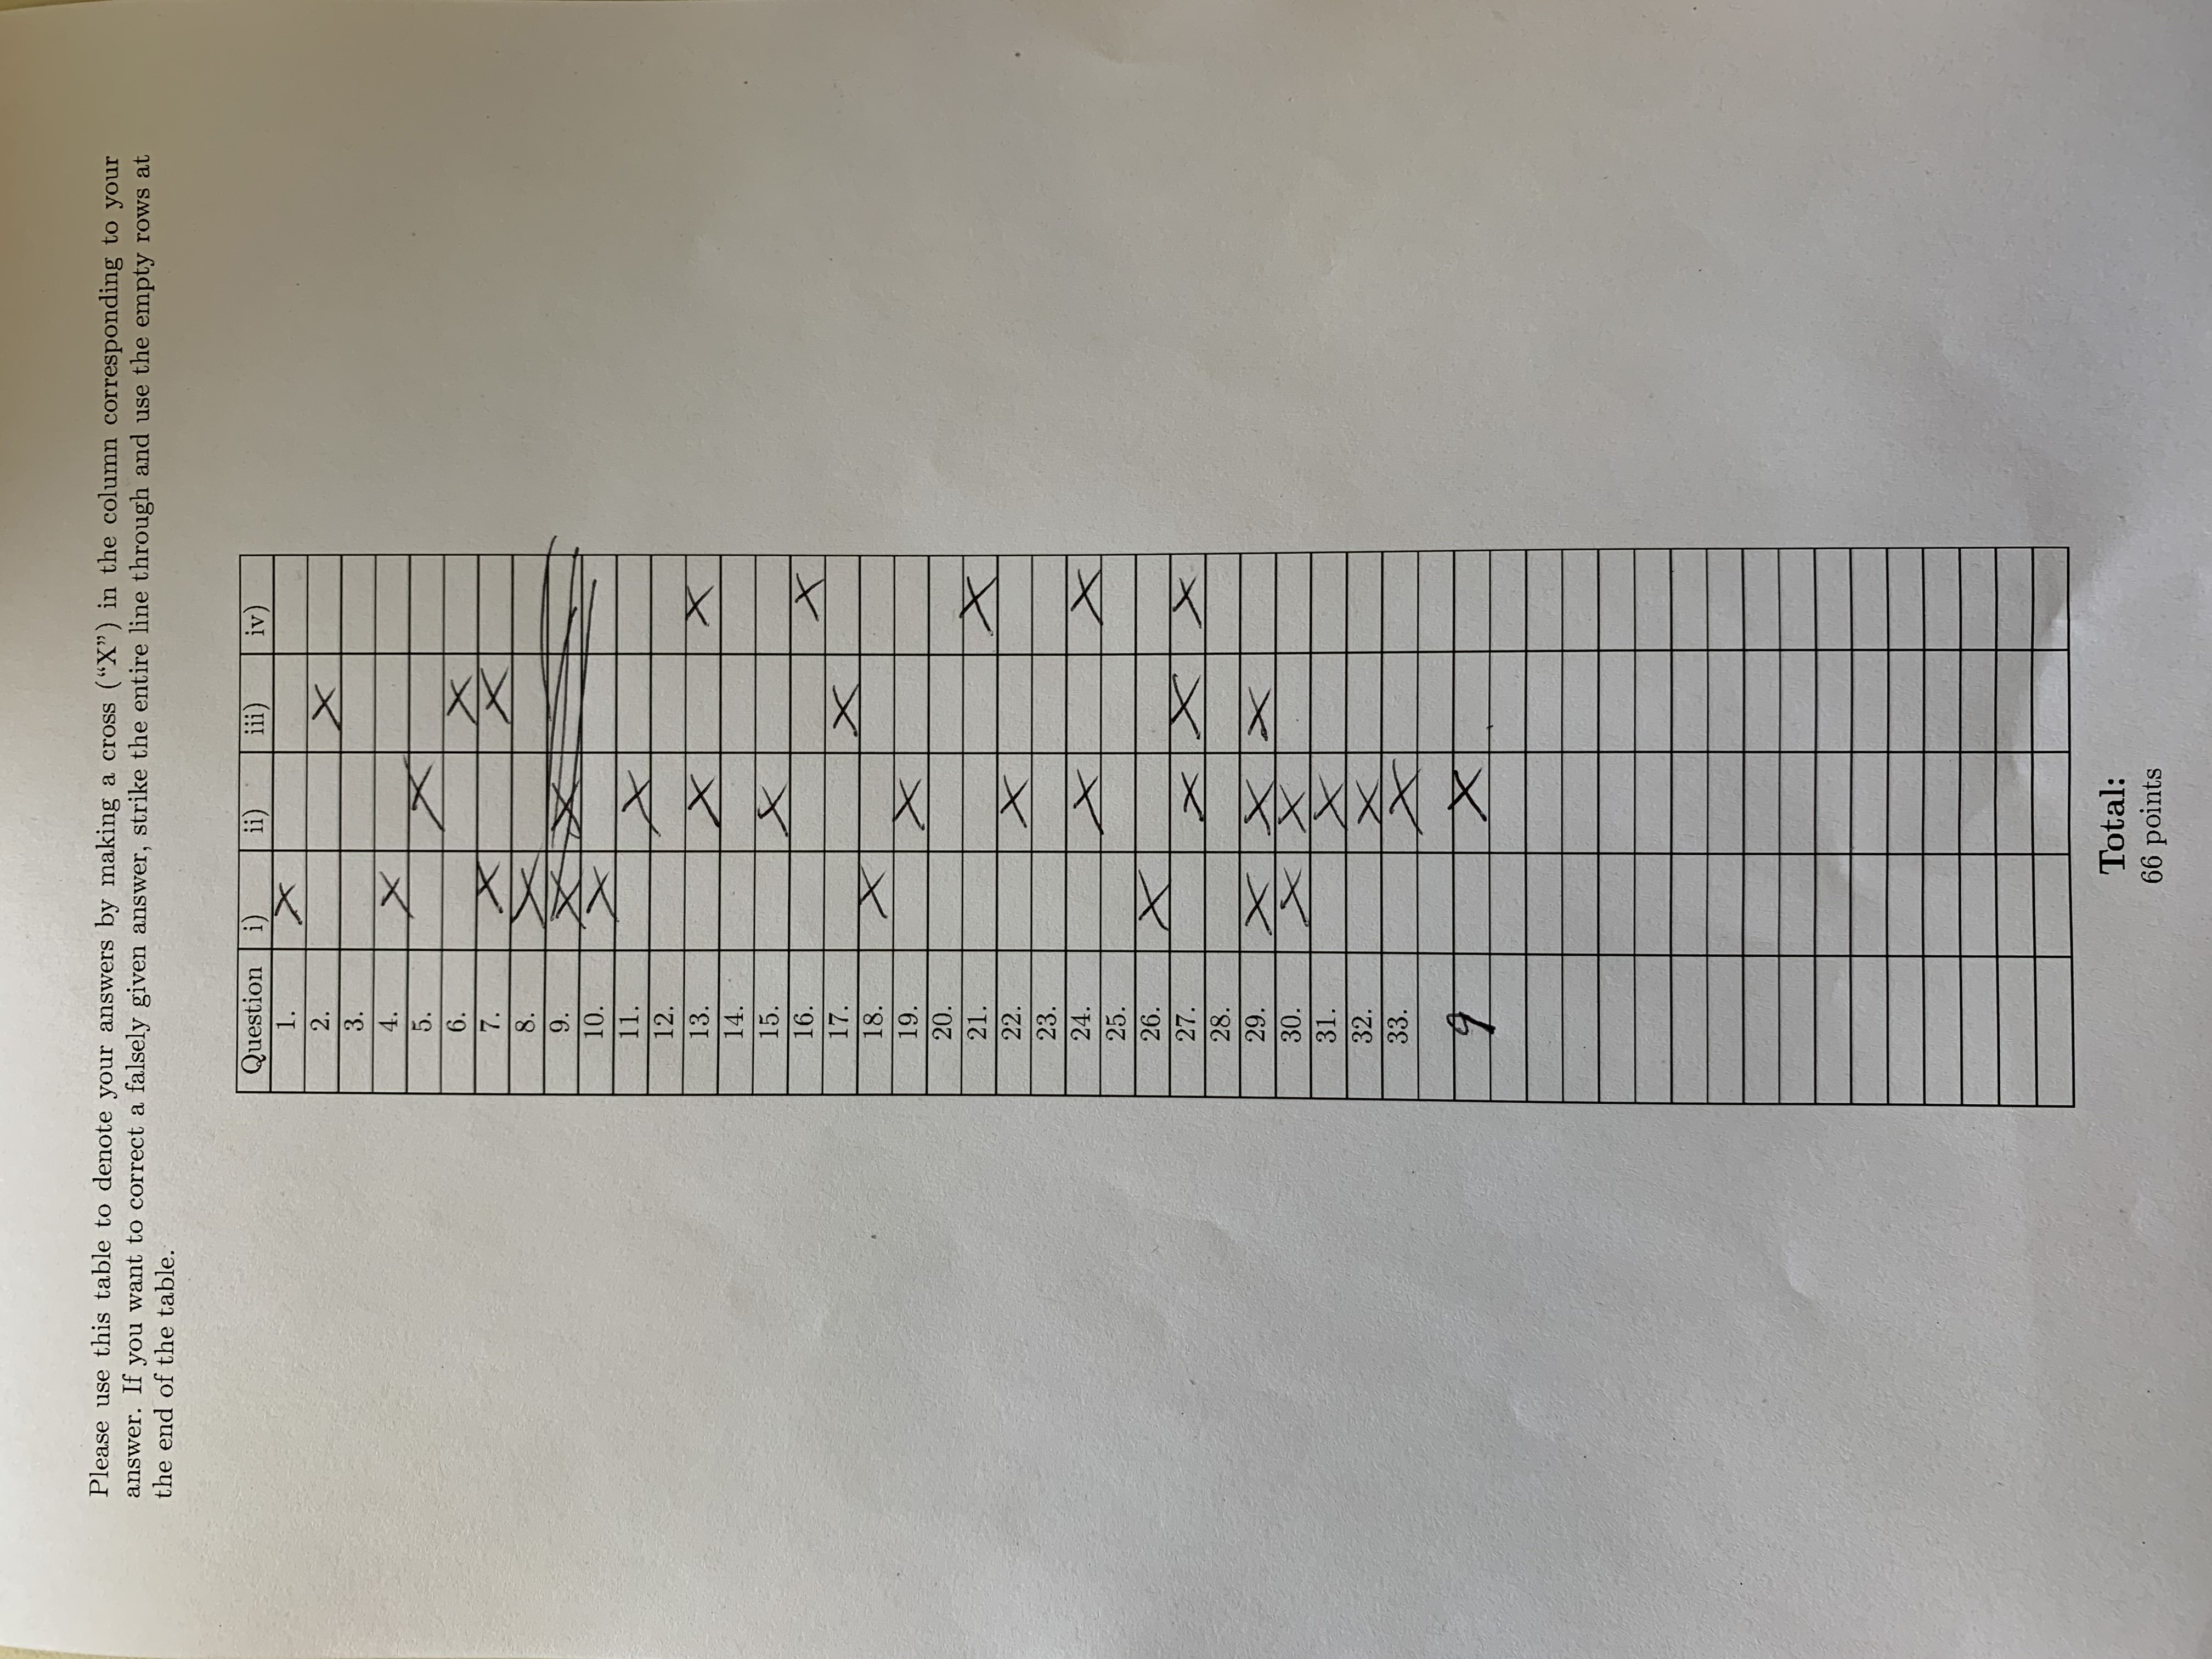 Please use this table to denote your answers by making a cross (“X”) in the column corresponding to your
answer. If you want to correct a falsely given answer, strike the entire line through and use the empty rows at
the end of the table.
Question i) ii) iii) iv)
1. X
2. X
3.
4. X
5. X
6. X
7. X X
8. X
9. X X
10. X
11. X
12.
13. X X
14.
15. X
16. X
17. X
18. X
19. X
20.
21. X
22. X
23.
24. X X
25.
26. X
27. X X X
28.
29. X X X
30. X X
31. X
32. X
33. X
9 X
Total:
66 points